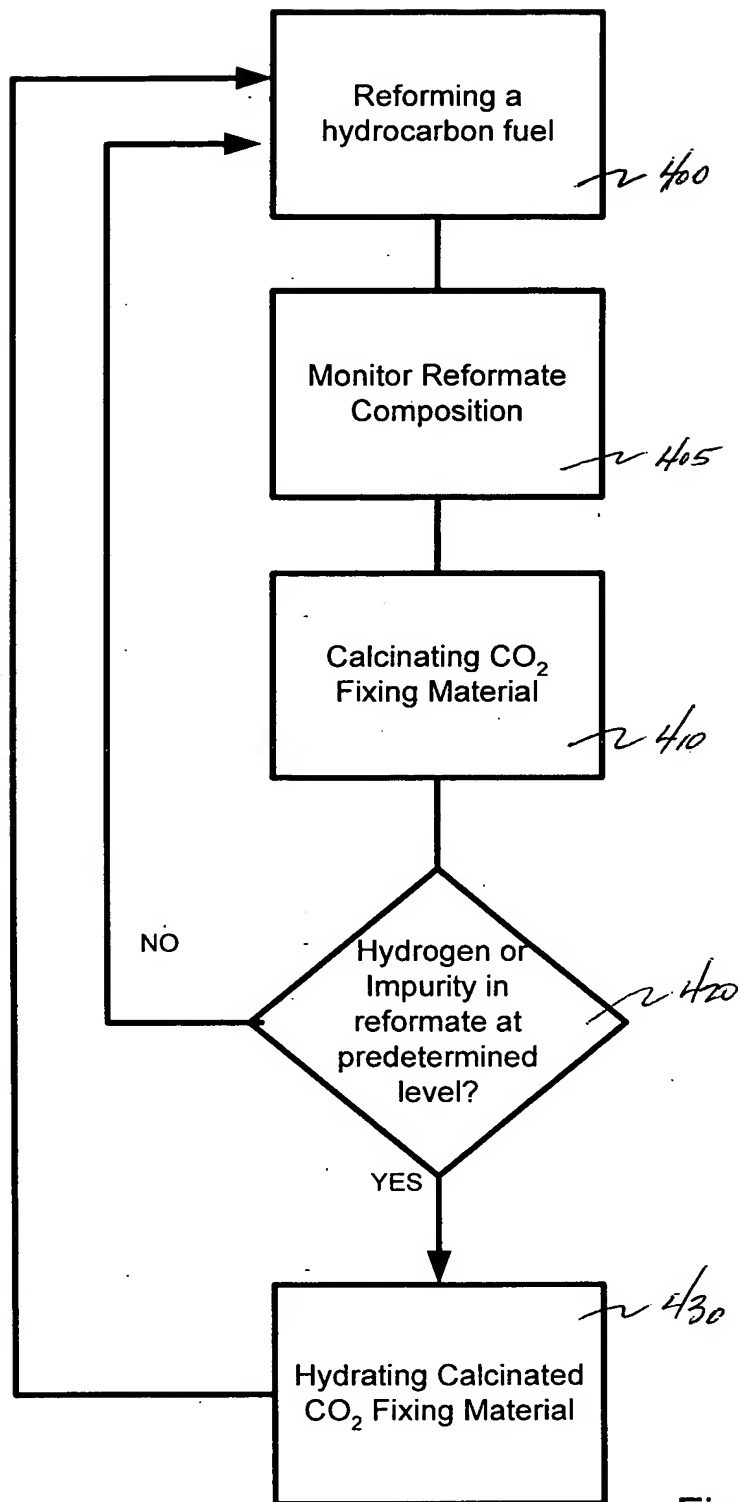 Reforming a
hydrocarbon fuel
400
Monitor Reformate
Composition
405
Calcinating CO₂
Fixing Material
410
NO
Hydrogen or
Impurity in
reformate at
predetermined
level?
420
YES
430
Hydrating Calcinated
CO₂ Fixing Material